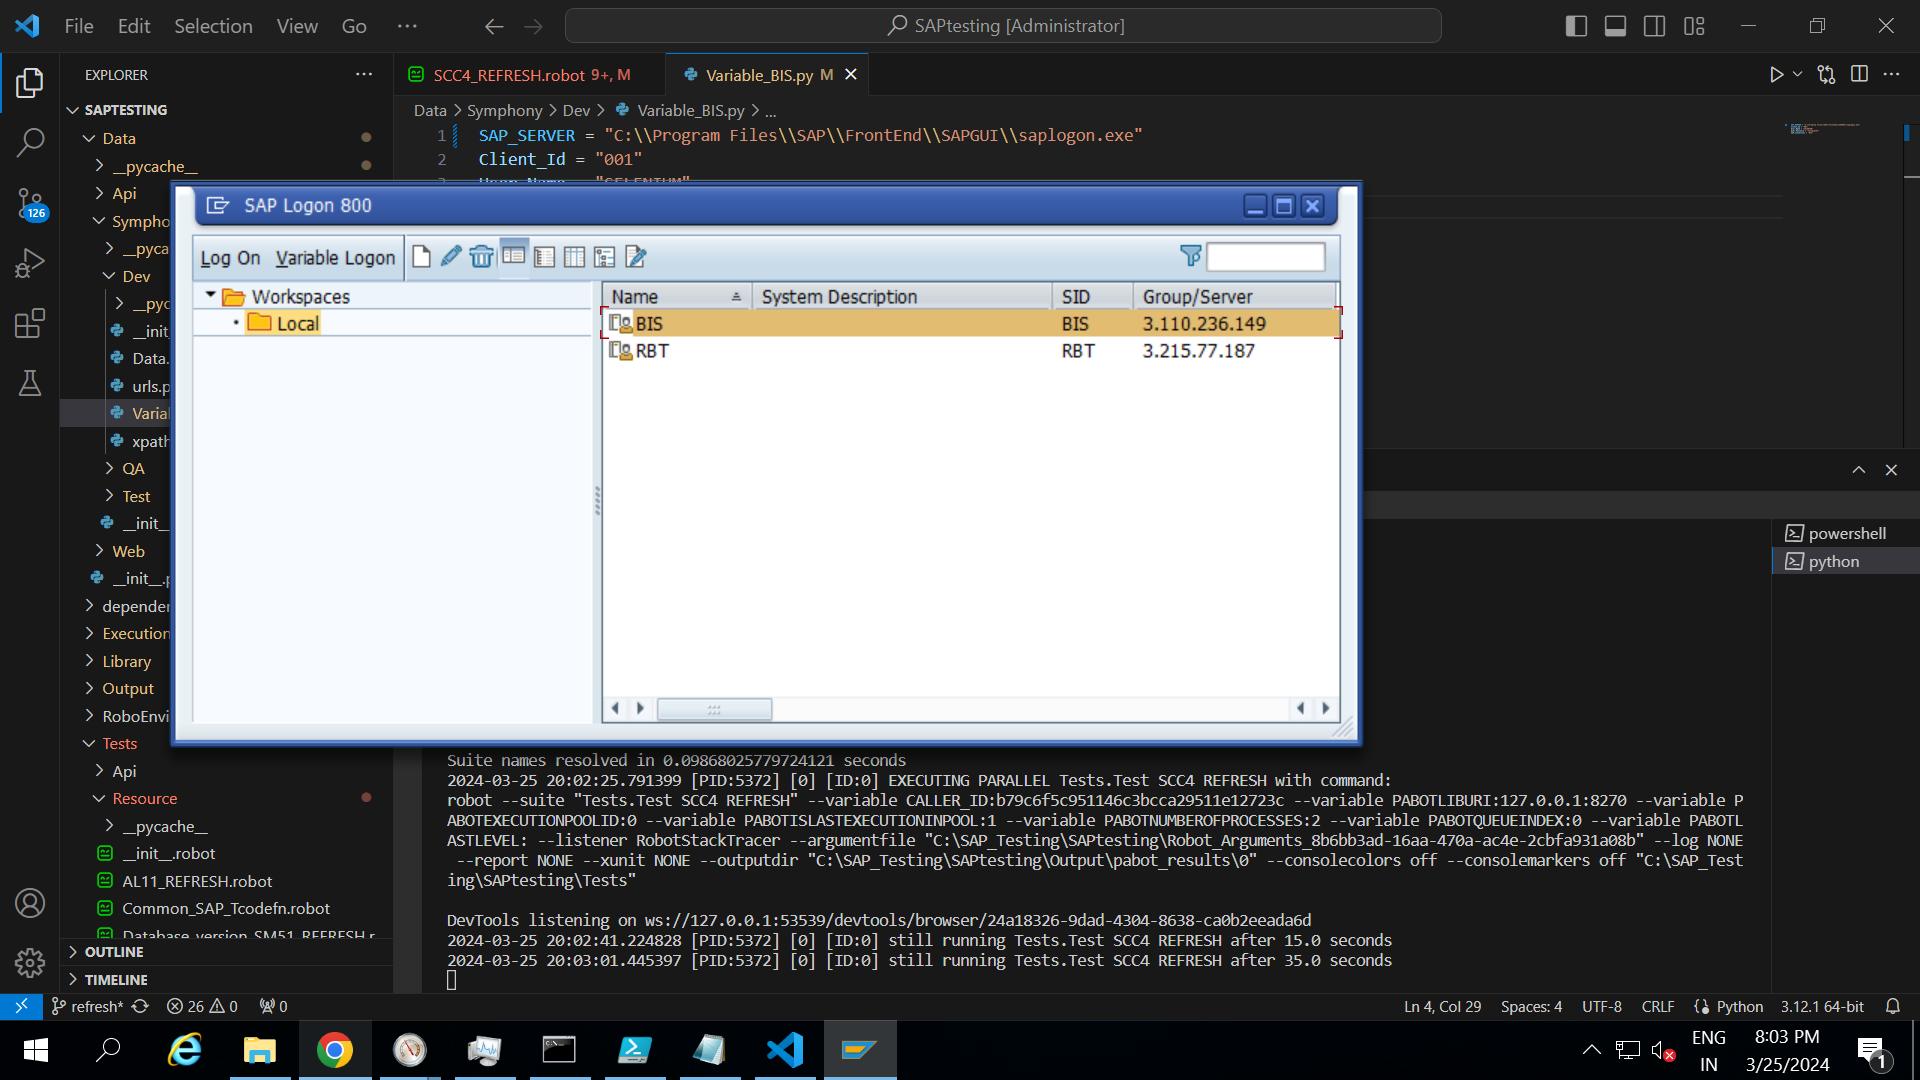 File Edit Selection View Go ··· SAPtesting [Administrator]
EXPLORER
SAPTESTING
Data
__pycache__
Api
Sympho
__pyca
Dev
__pyc
__init_
Data.
urls.p
Varial
xpath
QA
Test
__init__
Web
__init__.p
depender
Execution
Library
Output
RoboEnvi
Tests
Api
Resource
__pycache__
__init__.robot
AL11_REFRESH.robot
Common_SAP_Tcodefn.robot
Database_version_SM51_REFRESH.r
OUTLINE
TIMELINE
126
SCC4_REFRESH.robot 9+, M
Variable_BIS.py M
Data > Symphony > Dev > Variable_BIS.py > ...
1 SAP_SERVER = "C:\\Program Files\\SAP\\FrontEnd\\SAPGUI\\saplogon.exe"
2 Client_Id = "001"
3 User_Name = "SELENIUM"
SAP Logon 800
Log On Variable Logon
Workspaces
Local
Name System Description SID Group/Server
BIS BIS 3.110.236.149
RBT RBT 3.215.77.187
powershell
python
Suite names resolved in 0.09868025779724121 seconds
2024-03-25 20:02:25.791399 [PID:5372] [0] [ID:0] EXECUTING PARALLEL Tests.Test SCC4 REFRESH with command:
robot --suite "Tests.Test SCC4 REFRESH" --variable CALLER_ID:b79c6f5c951146c3bcca29511e12723c --variable PABOTLIBURI:127.0.0.1:8270 --variable P
ABOTEXECUTIONPOOLID:0 --variable PABOTISLASTEXECUTIONINPOOL:1 --variable PABOTNUMBEROFPROCESSES:2 --variable PABOTQUEUEINDEX:0 --variable PABOTL
ASTLEVEL: --listener RobotStackTracer --argumentfile "C:\SAP_Testing\SAPtesting\Robot_Arguments_8b6bb3ad-16aa-470a-ac4e-2cbfa931a08b" --log NONE
--report NONE --xunit NONE --outputdir "C:\SAP_Testing\SAPtesting\Output\pabot_results\0" --consolecolors off --consolemarkers off "C:\SAP_Test
ing\SAPtesting\Tests"
DevTools listening on ws://127.0.0.1:53539/devtools/browser/24a18326-9dad-4304-8638-ca0b2eeada6d
2024-03-25 20:02:41.224828 [PID:5372] [0] [ID:0] still running Tests.Test SCC4 REFRESH after 15.0 seconds
2024-03-25 20:03:01.445397 [PID:5372] [0] [ID:0] still running Tests.Test SCC4 REFRESH after 35.0 seconds
refresh* 26 0 0 Ln 4, Col 29 Spaces: 4 UTF-8 CRLF Python 3.12.1 64-bit
ENG
IN
8:03 PM
3/25/2024
1